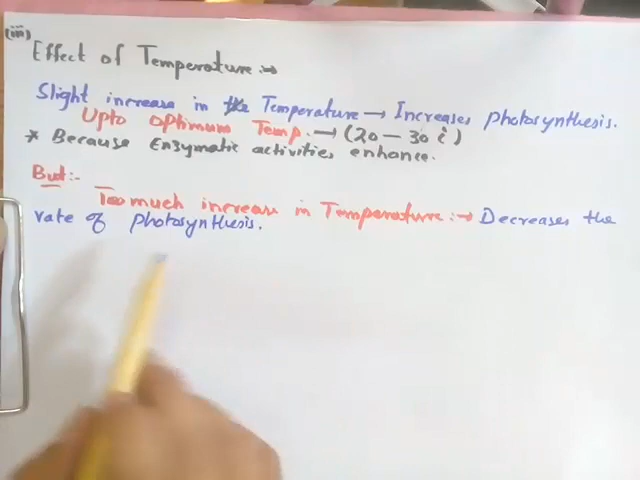 (iii)
Effect of Temperature:→
Slight increase in the Temperature → Increases photosynthesis.
Upto optimum Temp. → (20 - 30 c)
* Because Enzymatic activities enhance.
But:-
Too much increase in Temperature:→ Decreases the
rate of photosynthesis.